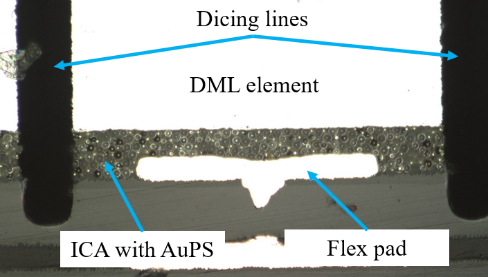 Dicing lines
DML element
ICA with AuPS
Flex pad